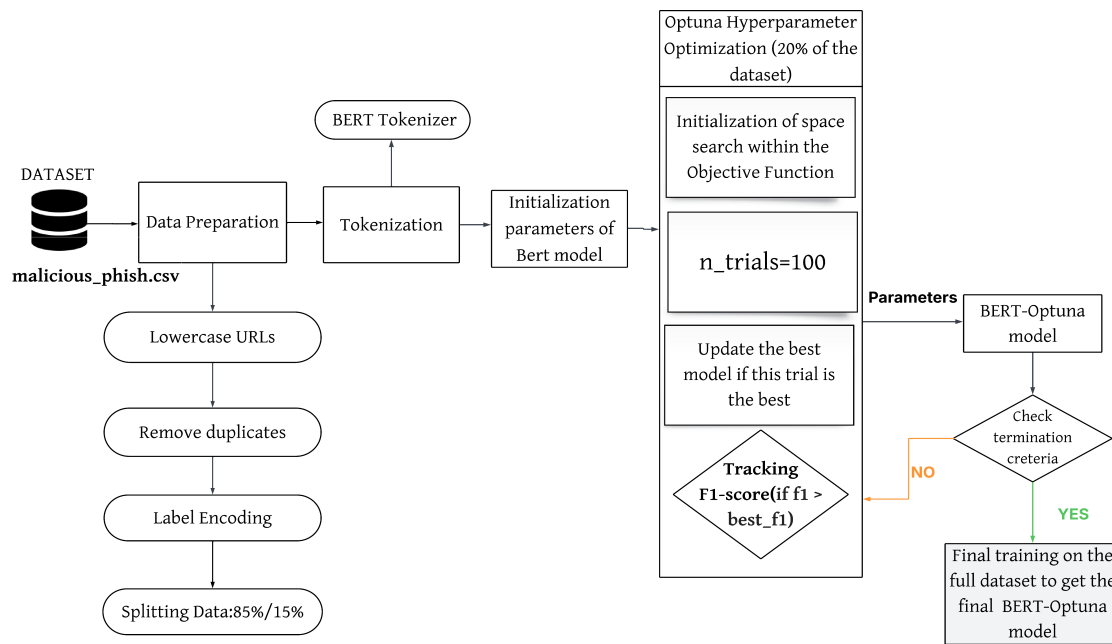 DATASET
malicious_phish.csv
Data Preparation
Lowercase URLs
Remove duplicates
Label Encoding
Splitting Data:85%/15%
BERT Tokenizer
Tokenization
Initialization
parameters of
Bert model
Optuna Hyperparameter
Optimization (20% of the
dataset)
Initialization of space
search within the
Objective Function
n_trials=100
Update the best
model if this trial is
the best
Tracking
F1-score(if f1 >
best_f1)
Parameters
BERT-Optuna
model
Check
termination
creteria
NO
YES
Final training on the
full dataset to get the
final BERT-Optuna
model